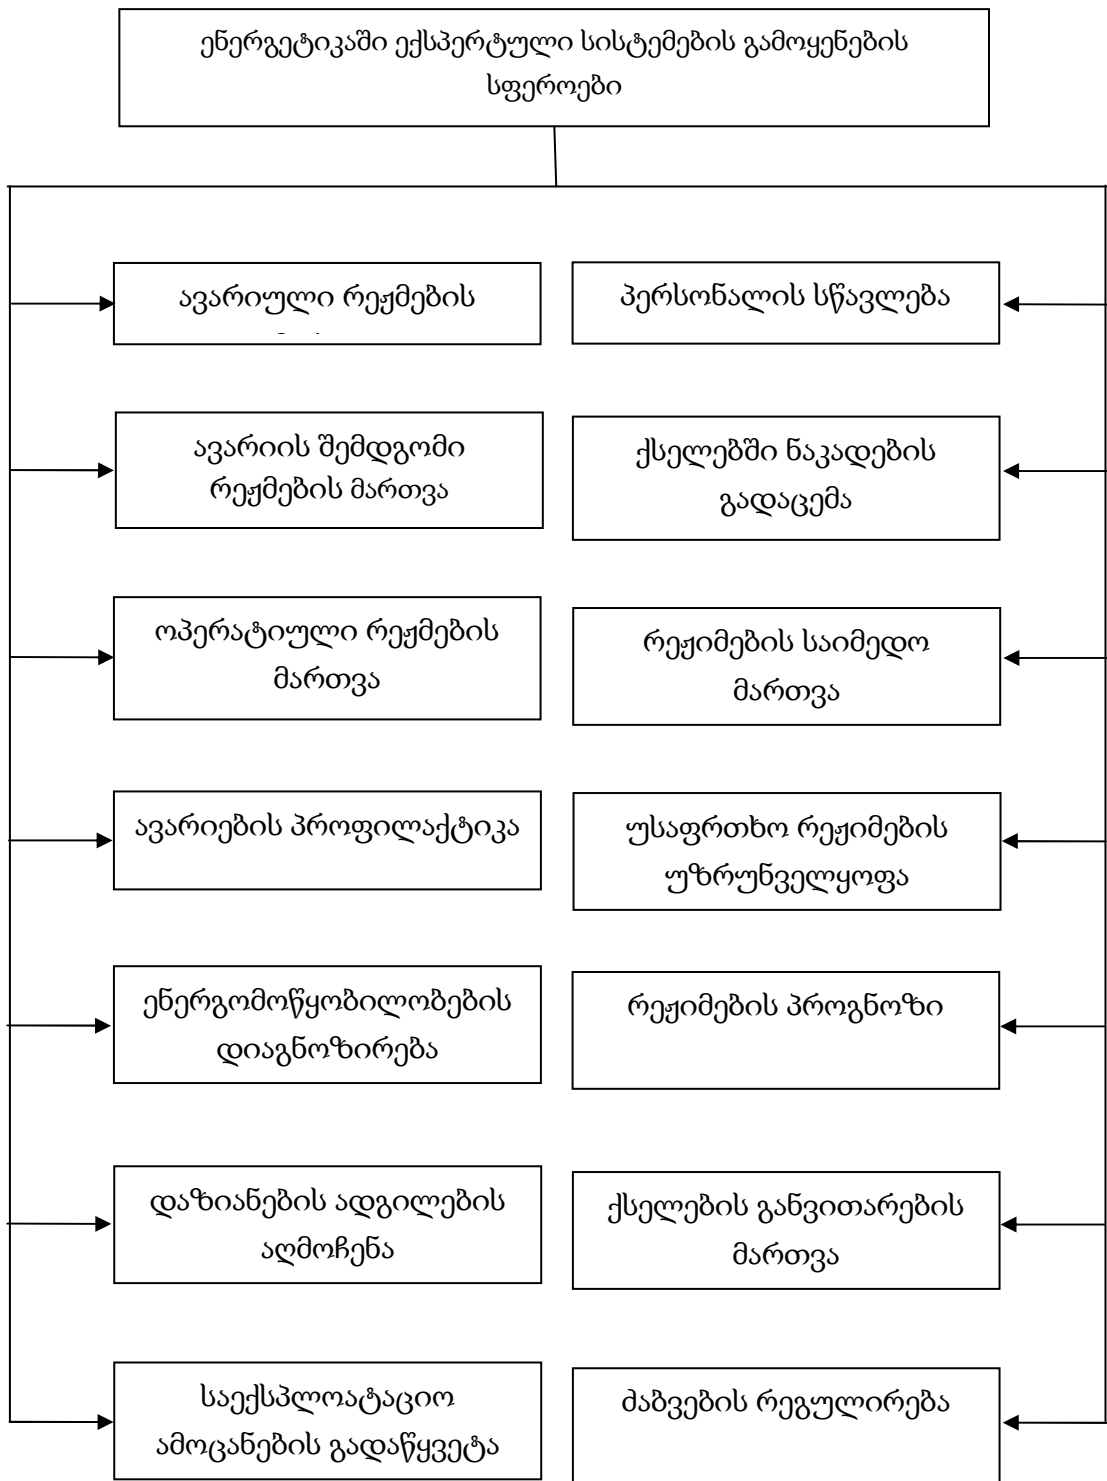 ენერგეტიკაში ექსპერტული სისტემების გამოყენების
სფეროები
ავარიული რეჟმების
პერსონალის სწავლება
ავარიის შემდგომი
რეჟმების მართვა
ქსელებში ნაკადების
გადაცემა
ოპერატიული რეჟმების
მართვა
რეჟიმების საიმედო
მართვა
ავარიების პროფილაქტიკა
უსაფრთხო რეჟიმების
უზრუნველყოფა
ენერგომოწყობილობების
დიაგნოზირება
რეჟიმების პროგნოზი
დაზიანების ადგილების
აღმოჩენა
ქსელების განვითარების
მართვა
საექსპლოატაციო
ამოცანების გადაწყვეტა
ძაბვების რეგულირება